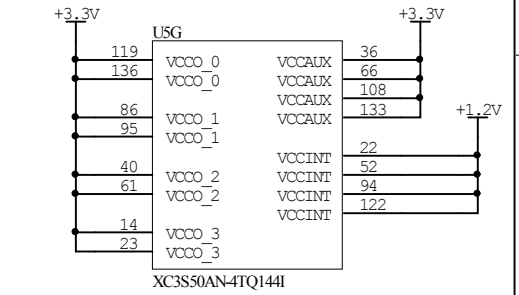 +3.3V +3.3V
U5G
119 VCCO_0 VCCAUX 36
136 VCCO_0 VCCAUX 66
VCCAUX 108
86 VCCO_1 VCCAUX 133
95 VCCO_1
+1.2V
VCCINT 22
40 VCCO_2 VCCINT 52
61 VCCO_2 VCCINT 94
VCCINT 122
14 VCCO_3
23 VCCO_3
XC3S50AN-4TQ144I